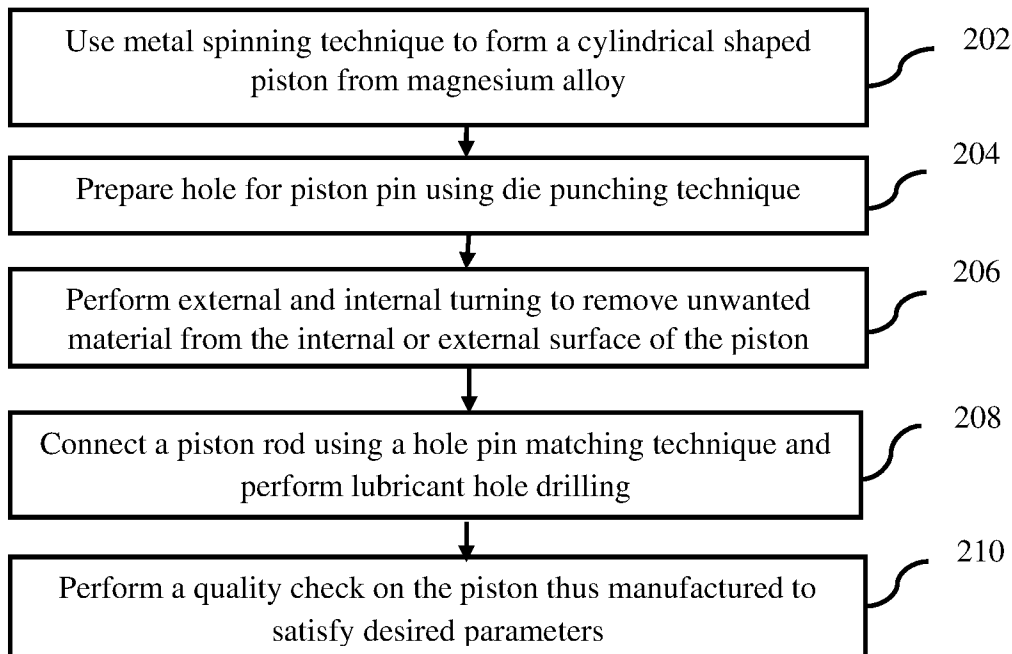 Use metal spinning technique to form a cylindrical shaped
piston from magnesium alloy
202
Prepare hole for piston pin using die punching technique
204
Perform external and internal turning to remove unwanted
material from the internal or external surface of the piston
206
Connect a piston rod using a hole pin matching technique and
perform lubricant hole drilling
208
Perform a quality check on the piston thus manufactured to
satisfy desired parameters
210